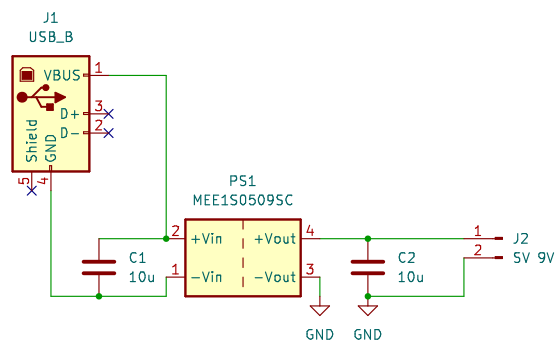 J1
USB_B
VBUS 1
D+ 3
D- 2
Shield
GND
5
4
PS1
MEE1S0509SC
2 +Vin +Vout 4
1 -Vin -Vout 3
C1
10u
C2
10u
1
2
J2
5V 9V
GND
GND